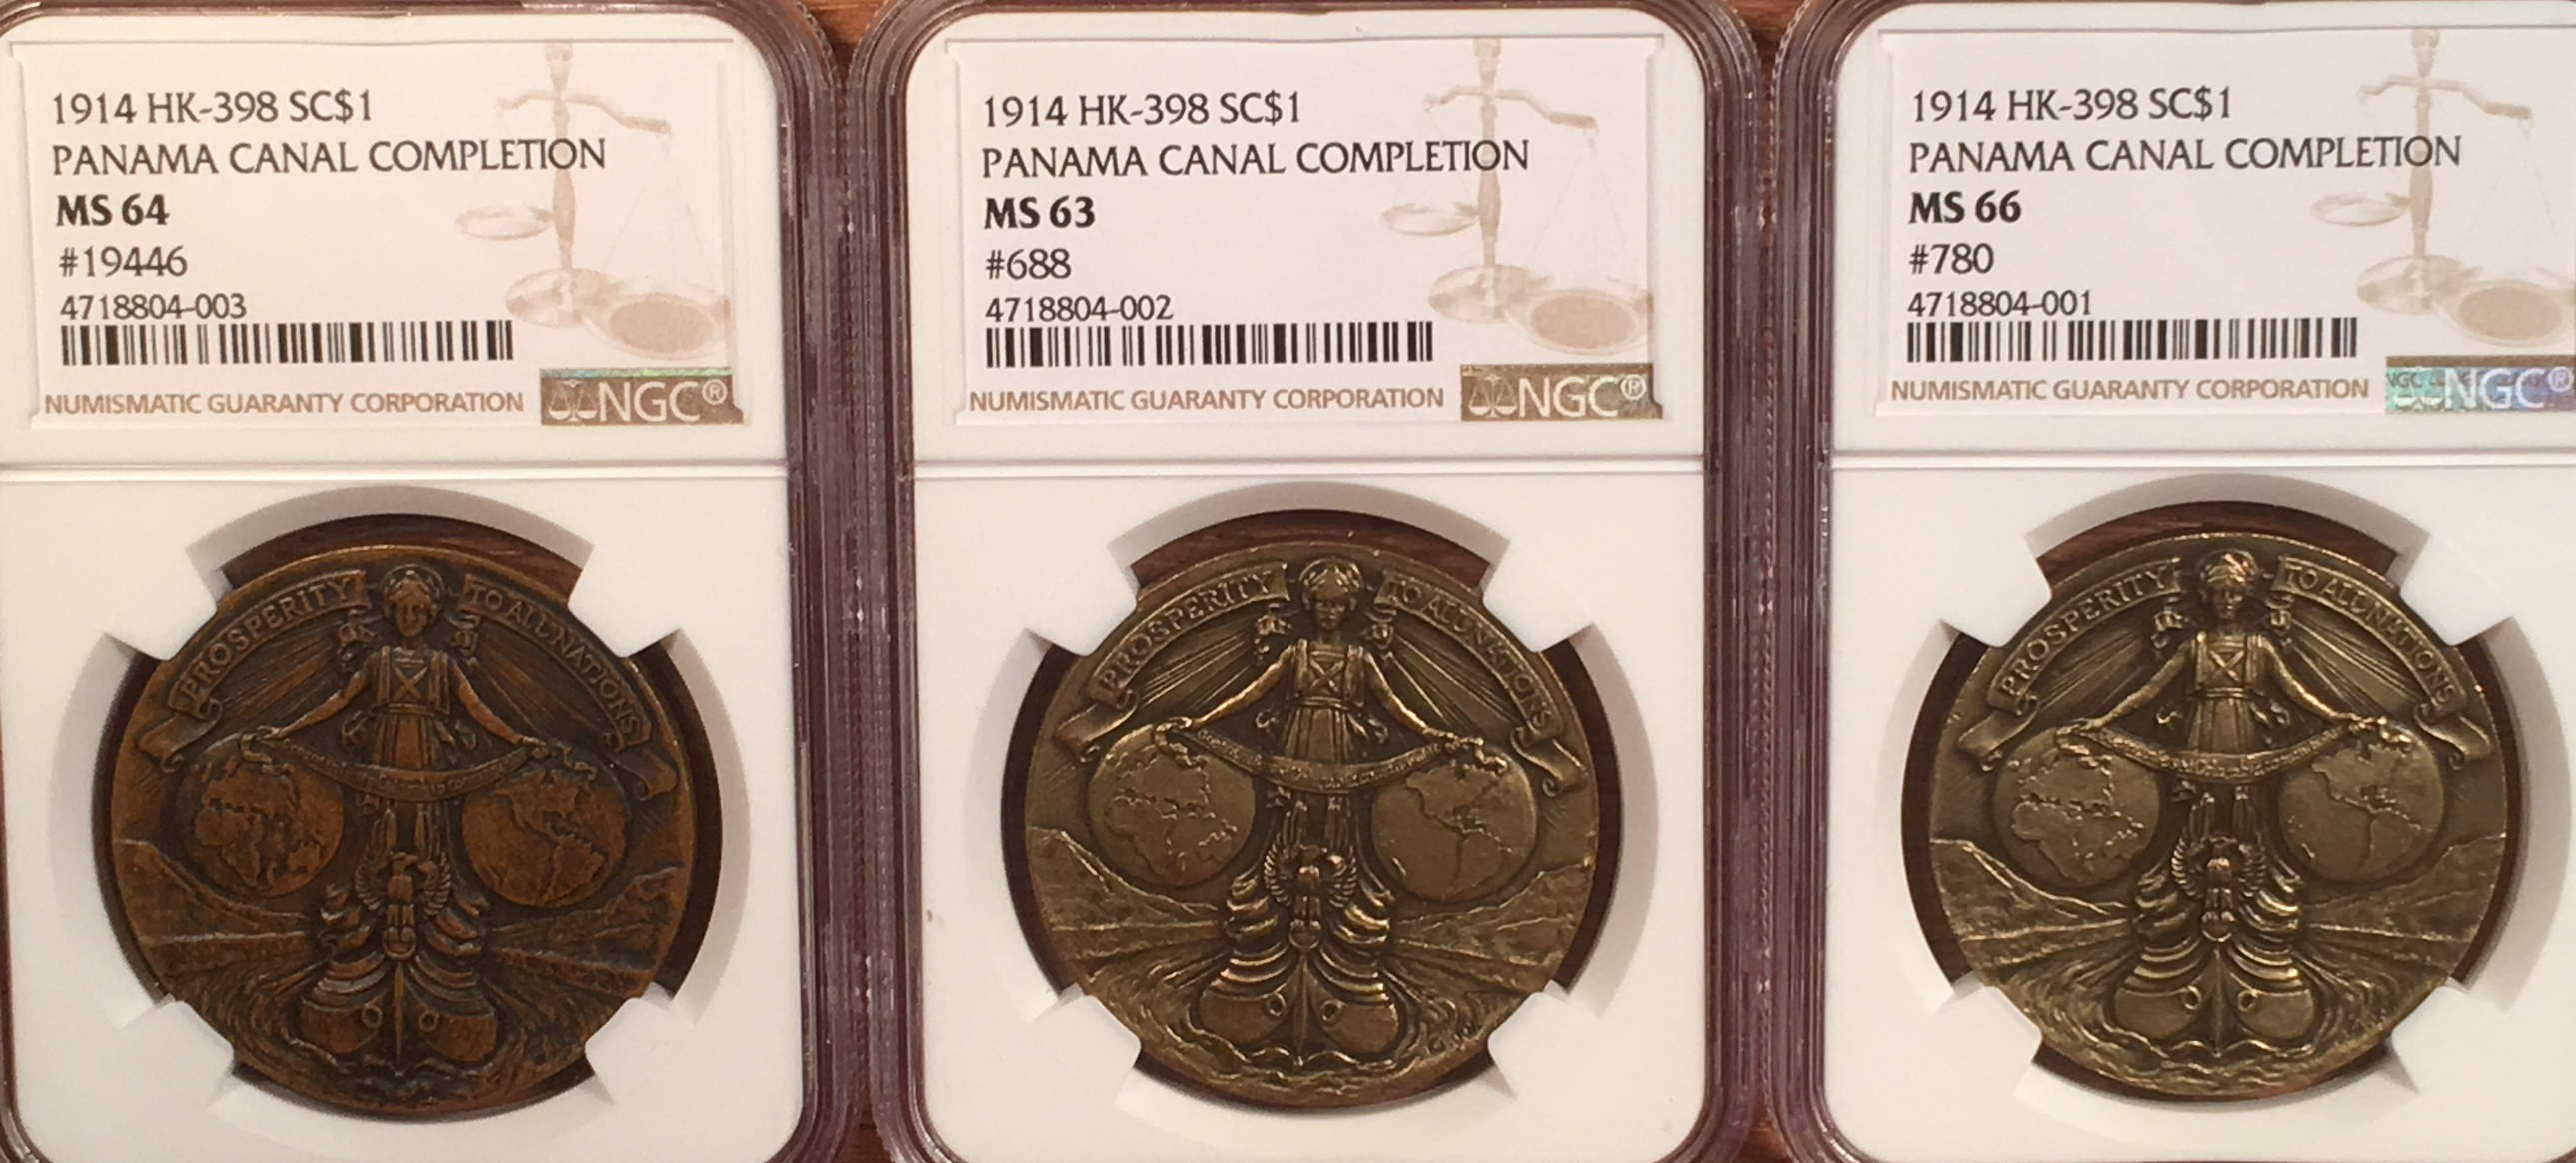 1914 HK-398 SC$1
PANAMA CANAL COMPLETION
MS 64
#19446
4718804-003
NUMISMATIC GUARANTY CORPORATION
NGC®
PROSPERITY TO ALL NATIONS
1914 HK-398 SC$1
PANAMA CANAL COMPLETION
MS 63
#688
4718804-002
NUMISMATIC GUARANTY CORPORATION
NGC®
PROSPERITY TO ALL NATIONS
1914 HK-398 SC$1
PANAMA CANAL COMPLETION
MS 66
#780
4718804-001
NUMISMATIC GUARANTY CORPORATION
NGC®
PROSPERITY TO ALL NATIONS